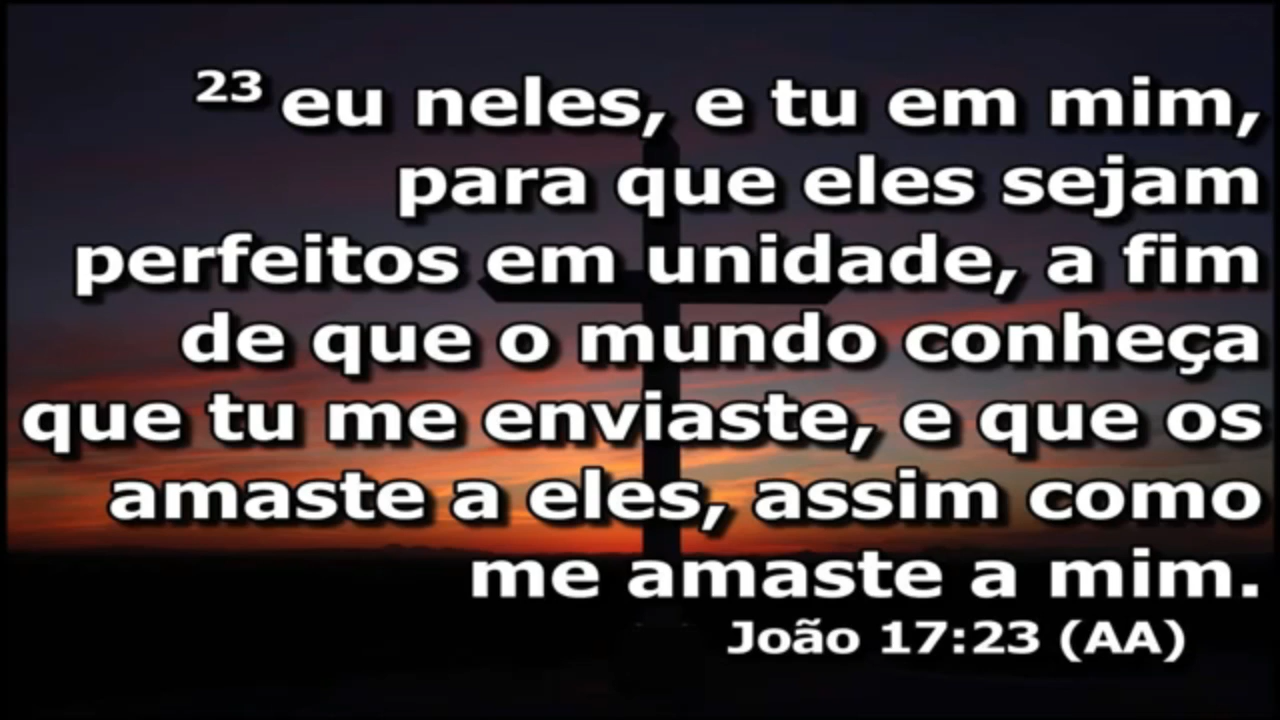 23 eu neles, e tu em mim,
para que eles sejam
perfeitos em unidade, a fim
de que o mundo conheça
que tu me enviaste, e que os
amaste a eles, assim como
me amaste a mim.
João 17:23 (AA)